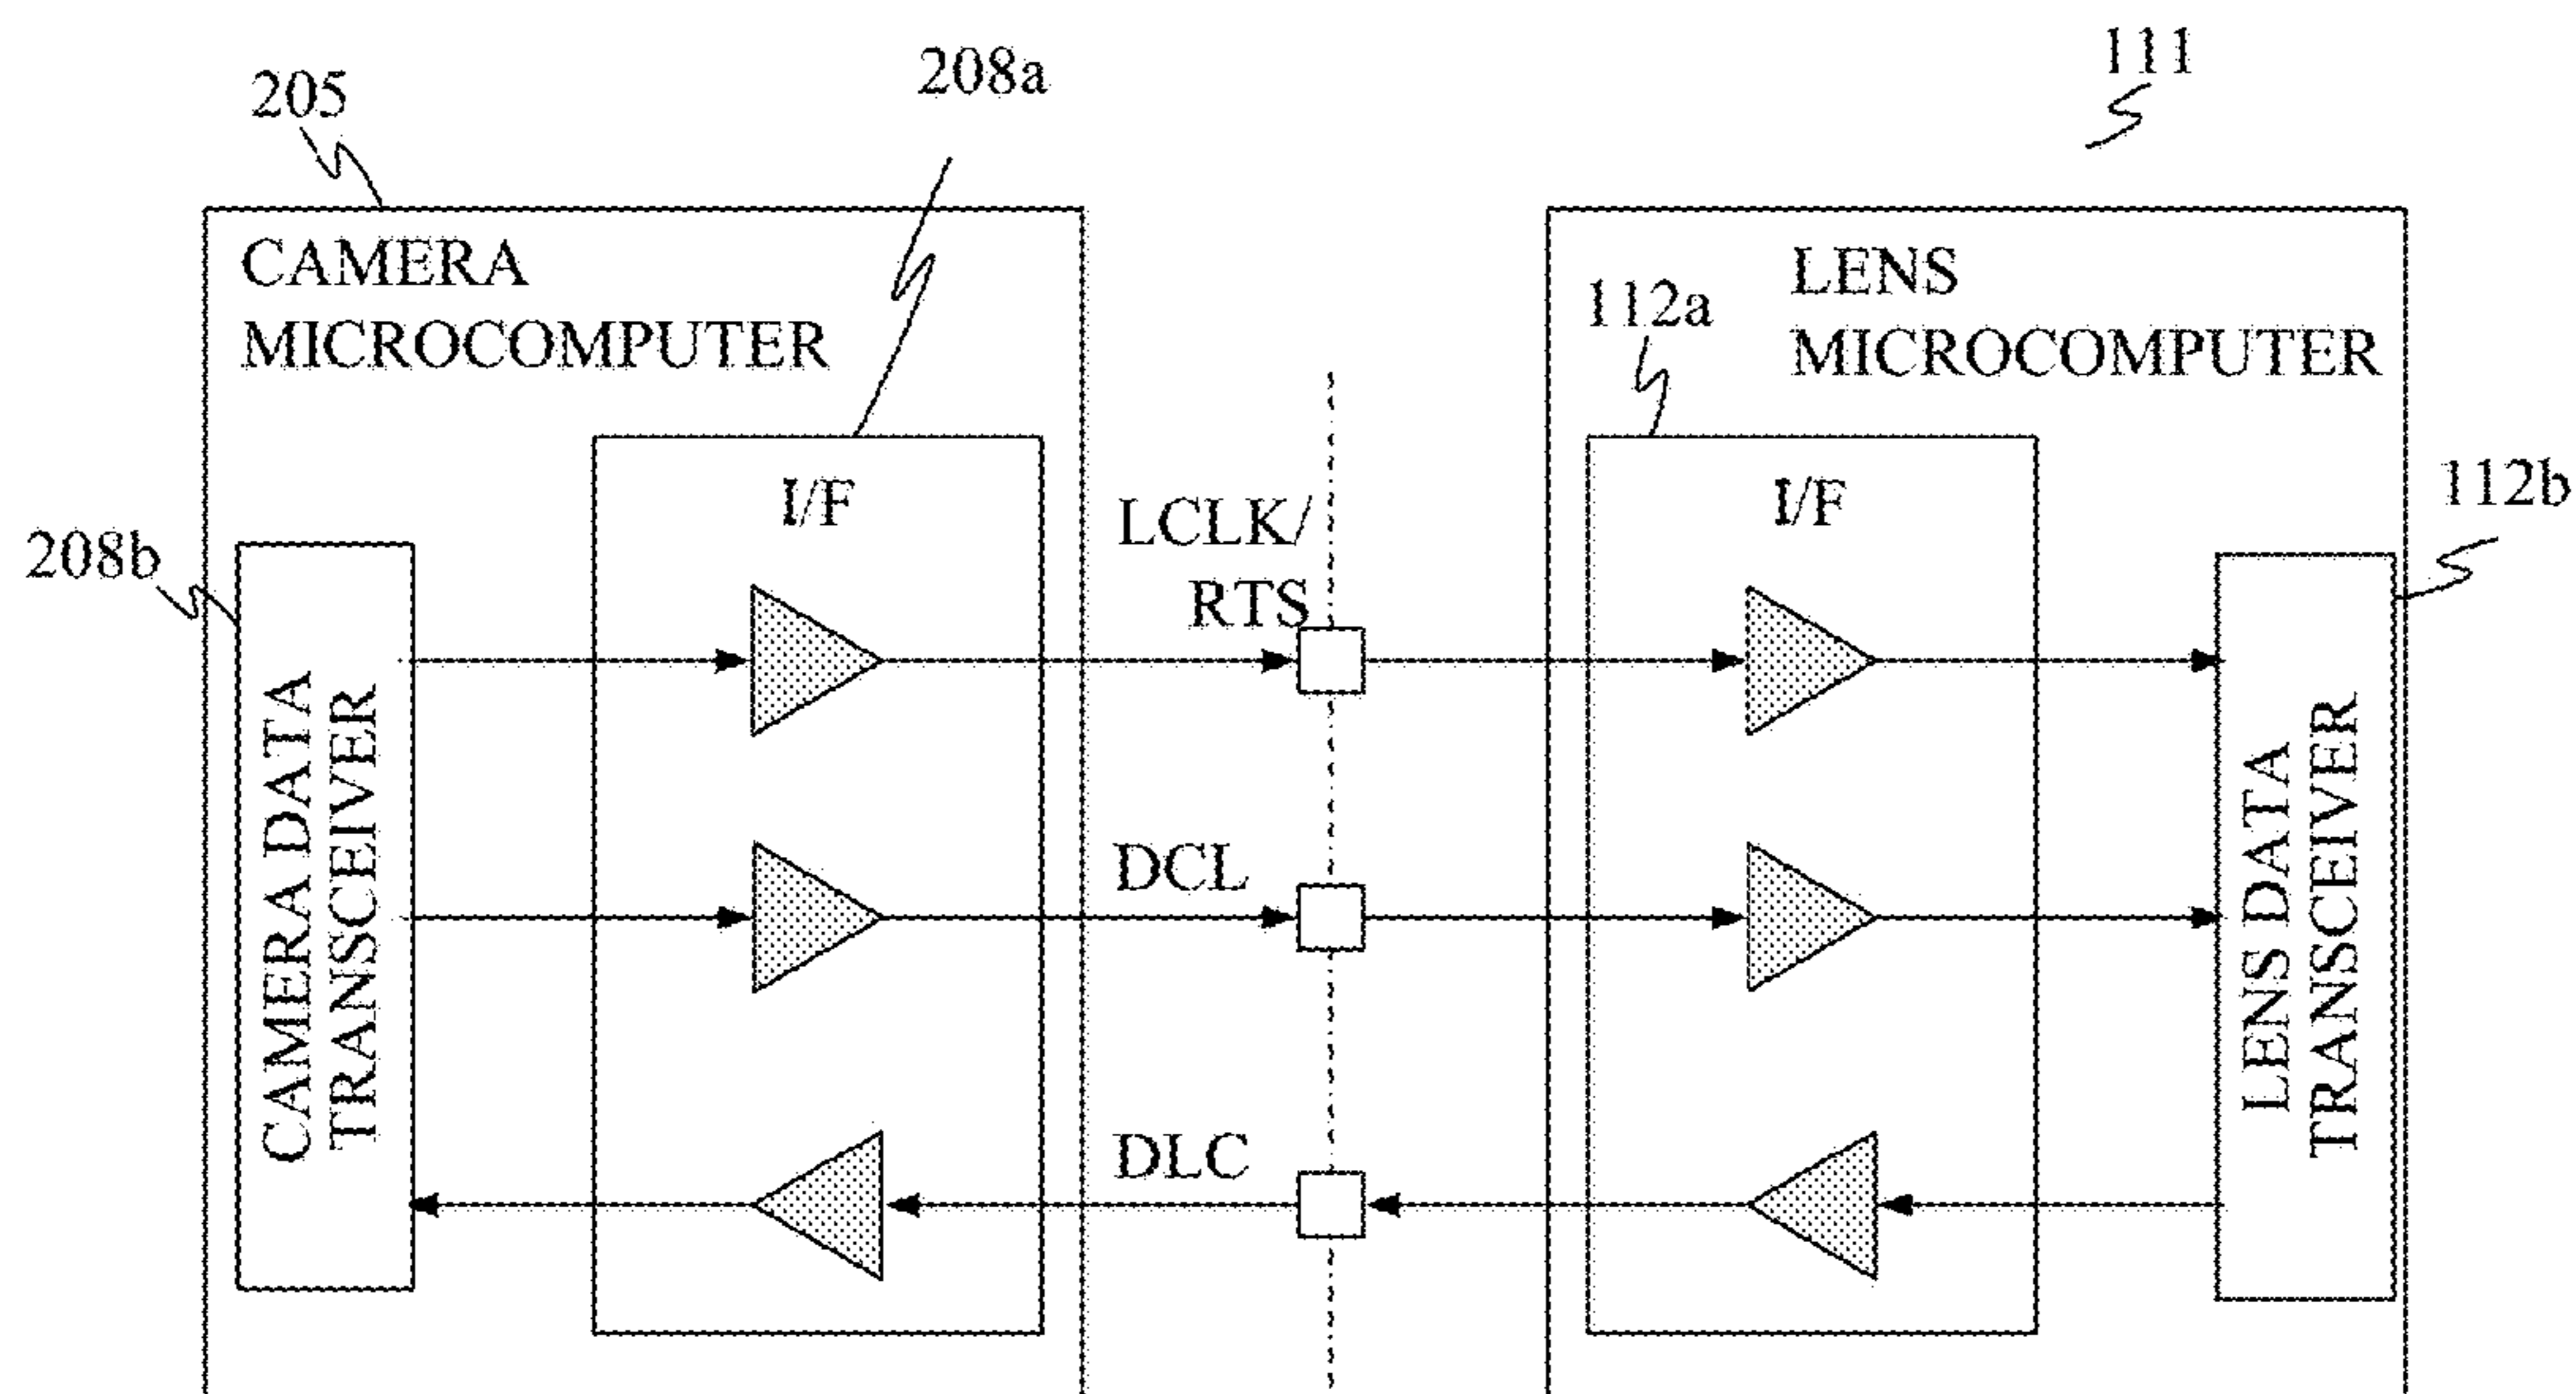 205
208a
111
CAMERA
MICROCOMPUTER
LENS
MICROCOMPUTER
112a
I/F
I/F
208b
112b
LCLK/
RTS
DCL
DLC
CAMERA DATA
TRANSCEIVER
LENS DATA
TRANSCEIVER